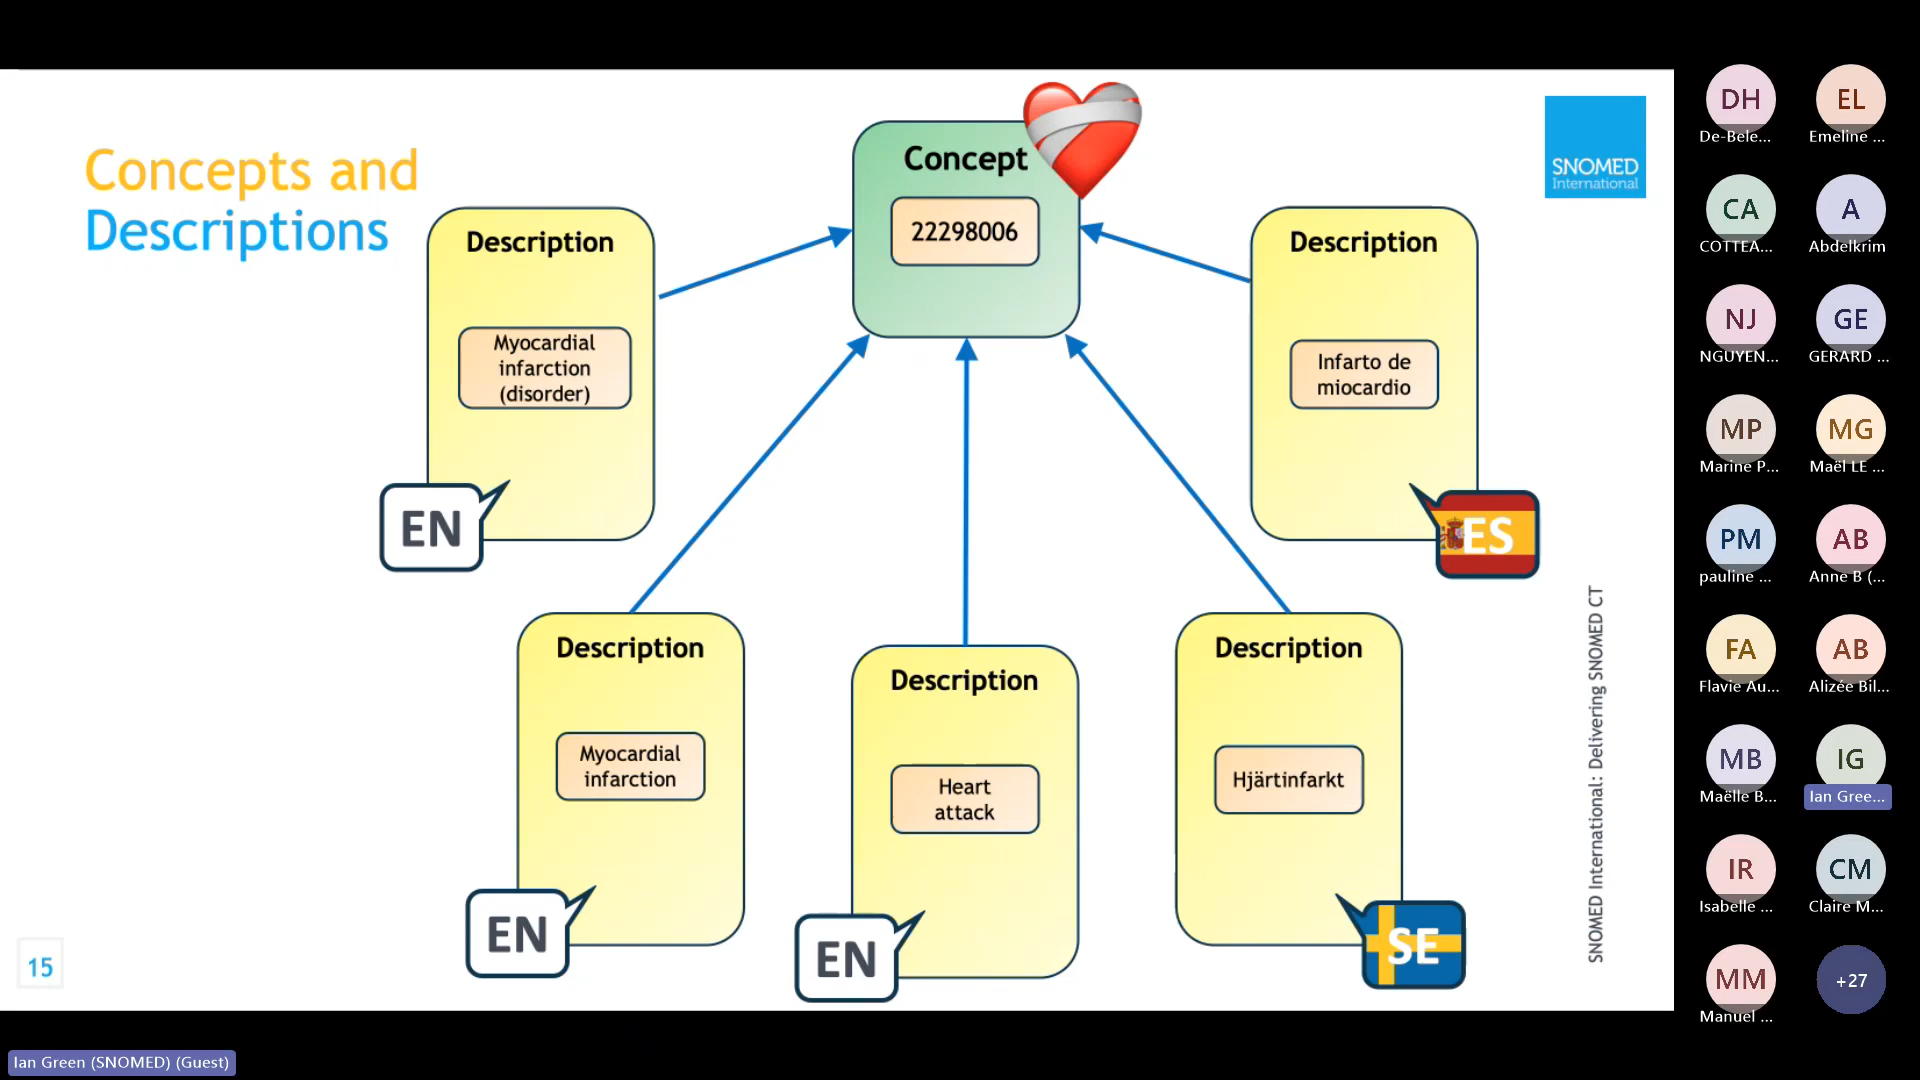 Concepts and
Descriptions
Concept
22298006
SNOMED
International
Description
Myocardial
infarction
(disorder)
EN
Description
Infarto de
miocardio
ES
Description
Myocardial
infarction
EN
Description
Heart
attack
EN
Description
Hjärtinfarkt
SE
SNOMED International: Delivering SNOMED CT
15
DH
De-Bele...
EL
Emeline ...
CA
COTTEA...
A
Abdelkrim
NJ
NGUYEN...
GE
GERARD ...
MP
Marine P...
MG
Maël LE ...
PM
pauline ...
AB
Anne B (...
FA
Flavie Au...
AB
Alizée Bil...
MB
Maëlle B...
IG
Ian Gree...
IR
Isabelle ...
CM
Claire M...
MM
Manuel ...
+27
Ian Green (SNOMED) (Guest)